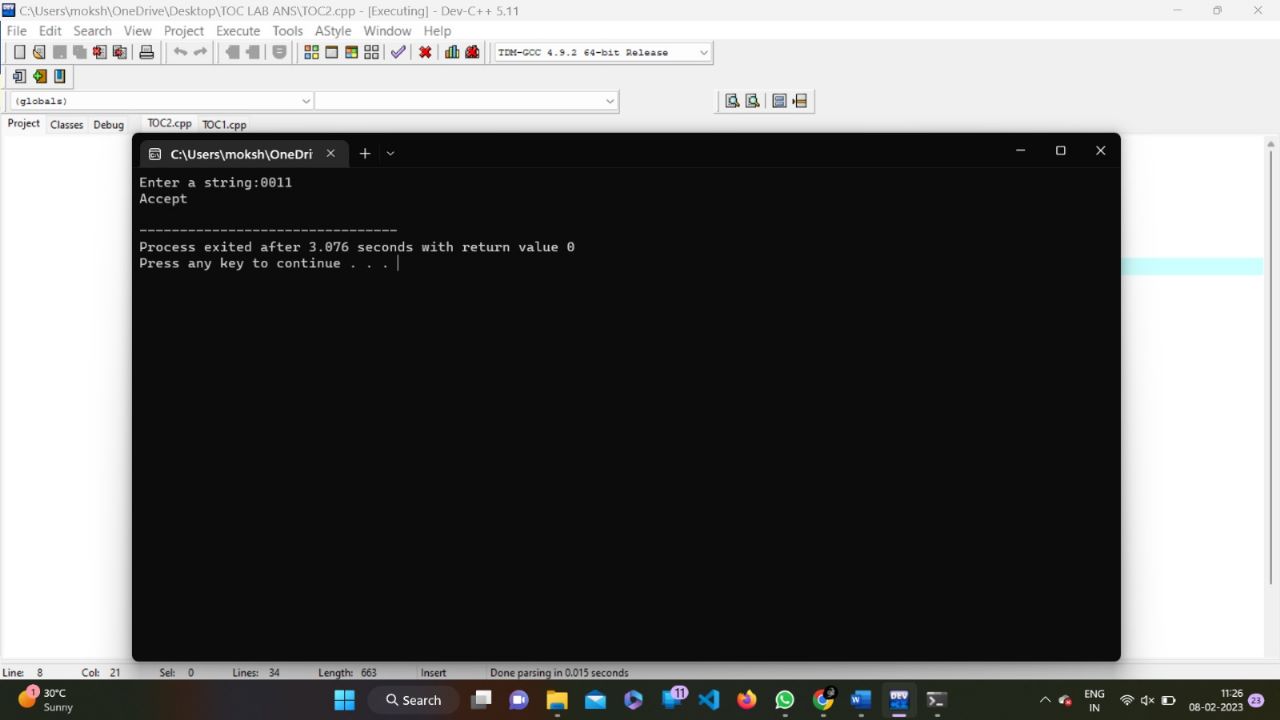 C:\Users\moksh\OneDrive\Desktop\TOC LAB ANS\TOC2.cpp - [Executing] - Dev-C++ 5.11
File Edit Search View Project Execute Tools AStyle Window Help
TDM-GCC 4.9.2 64-bit Release
(globals)
Project Classes Debug TOC2.cpp TOC1.cpp
C:\Users\moksh\OneDri
Enter a string:0011
Accept
--------------------------------
Process exited after 3.076 seconds with return value 0
Press any key to continue . . .
Line: 8 Col: 21 Sel: 0 Lines: 34 Length: 663 Insert Done parsing in 0.015 seconds
1 30°C Search 11 ENG 11:26
Sunny IN 08-02-2023 23